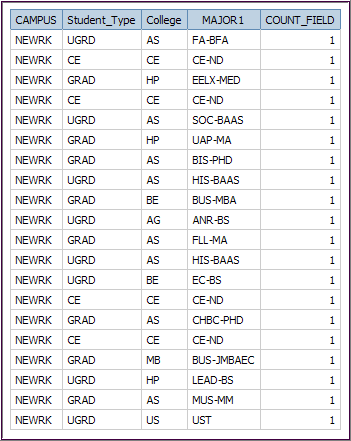 CAMPUS Student_Type College MAJOR1 COUNT_FIELD
NEWRK UGRD AS FA-BFA 1
NEWRK CE CE CE-ND 1
NEWRK GRAD HP EELX-MED 1
NEWRK CE CE CE-ND 1
NEWRK UGRD AS SOC-BAAS 1
NEWRK GRAD HP UAP-MA 1
NEWRK GRAD AS BIS-PHD 1
NEWRK UGRD AS HIS-BAAS 1
NEWRK GRAD BE BUS-MBA 1
NEWRK UGRD AG ANR-BS 1
NEWRK GRAD AS FLL-MA 1
NEWRK UGRD AS HIS-BAAS 1
NEWRK UGRD BE EC-BS 1
NEWRK CE CE CE-ND 1
NEWRK GRAD AS CHBC-PHD 1
NEWRK CE CE CE-ND 1
NEWRK GRAD MB BUS-JMBAEC 1
NEWRK UGRD HP LEAD-BS 1
NEWRK GRAD AS MUS-MM 1
NEWRK UGRD US UST 1